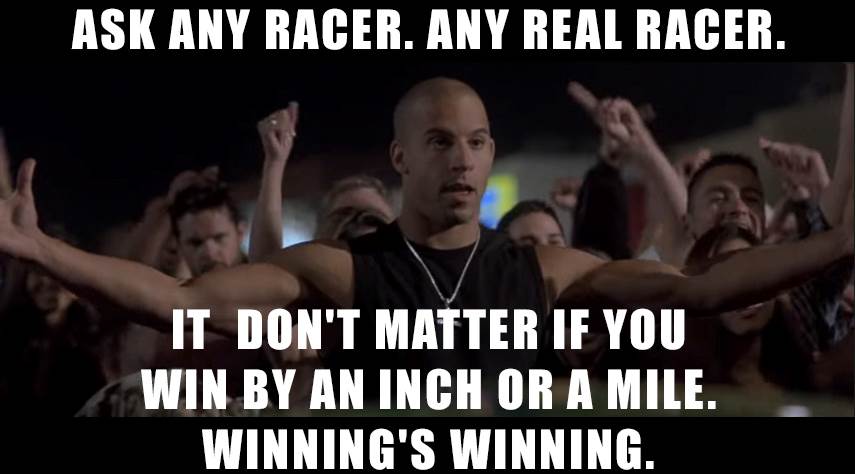 ASK ANY RACER. ANY REAL RACER.
IT DON'T MATTER IF YOU
WIN BY AN INCH OR A MILE.
WINNING'S WINNING.